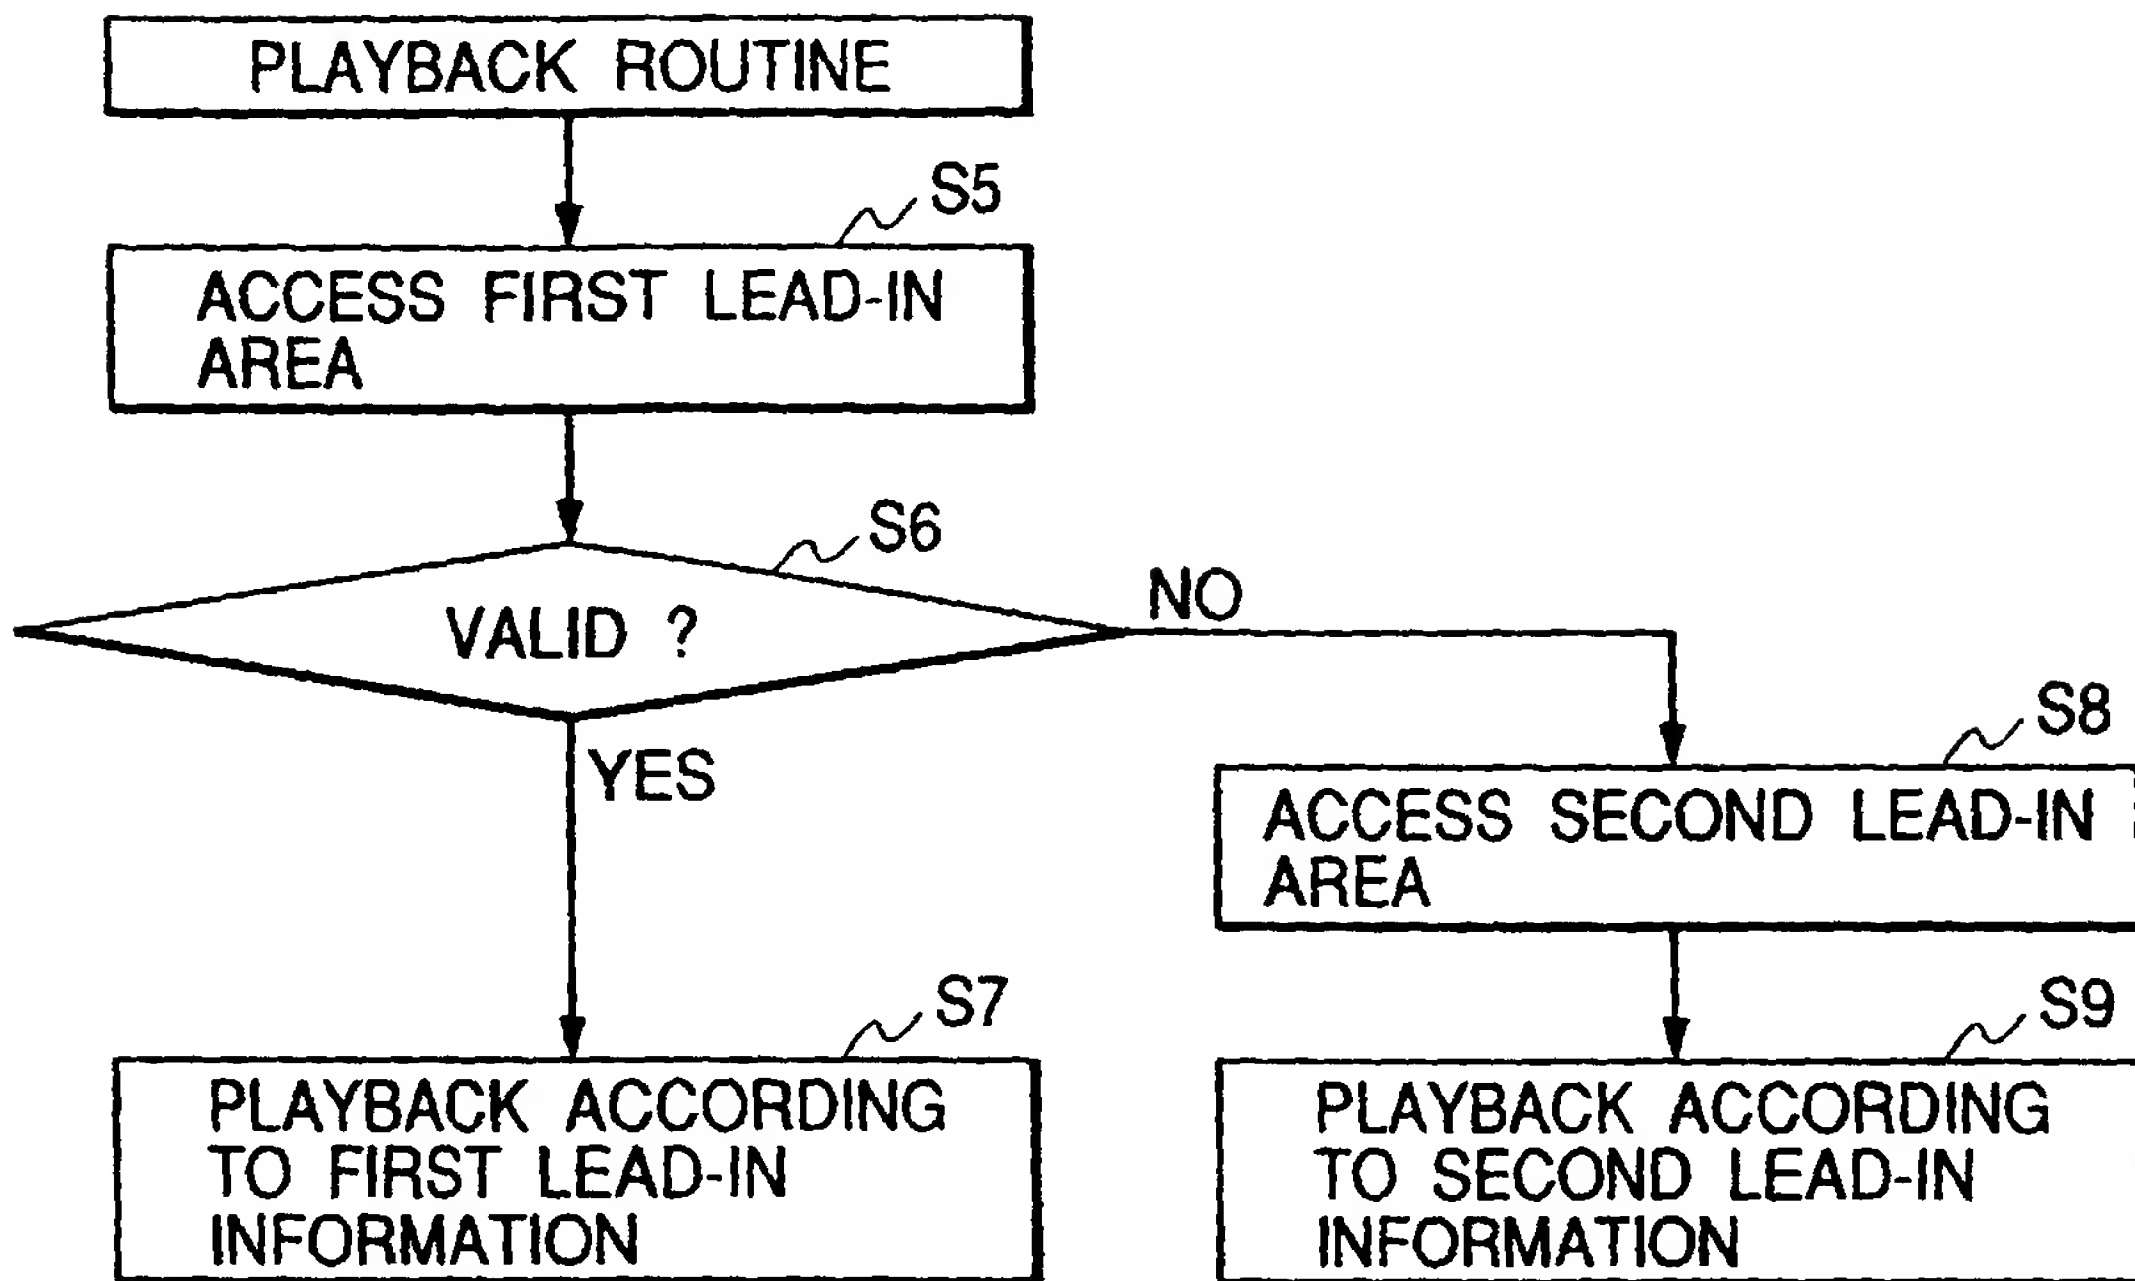 PLAYBACK ROUTINE
S5
ACCESS FIRST LEAD-IN
AREA
S6
VALID ?
NO
YES
S8
ACCESS SECOND LEAD-IN
AREA
S7
PLAYBACK ACCORDING
TO FIRST LEAD-IN
INFORMATION
S9
PLAYBACK ACCORDING
TO SECOND LEAD-IN
INFORMATION